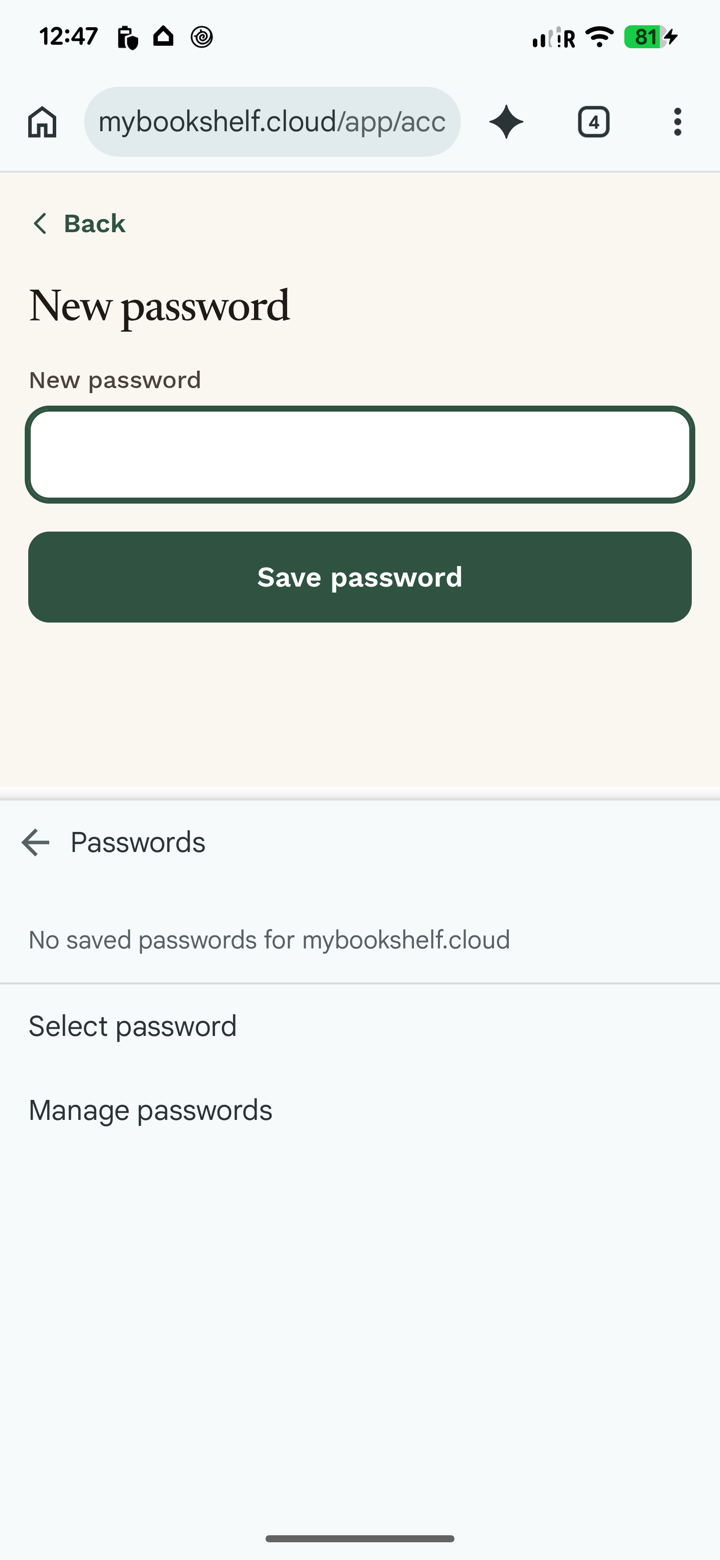 12:47
R
81
mybookshelf.cloud/app/acc
4
Back
New password
New password
Save password
Passwords
No saved passwords for mybookshelf.cloud
Select password
Manage passwords